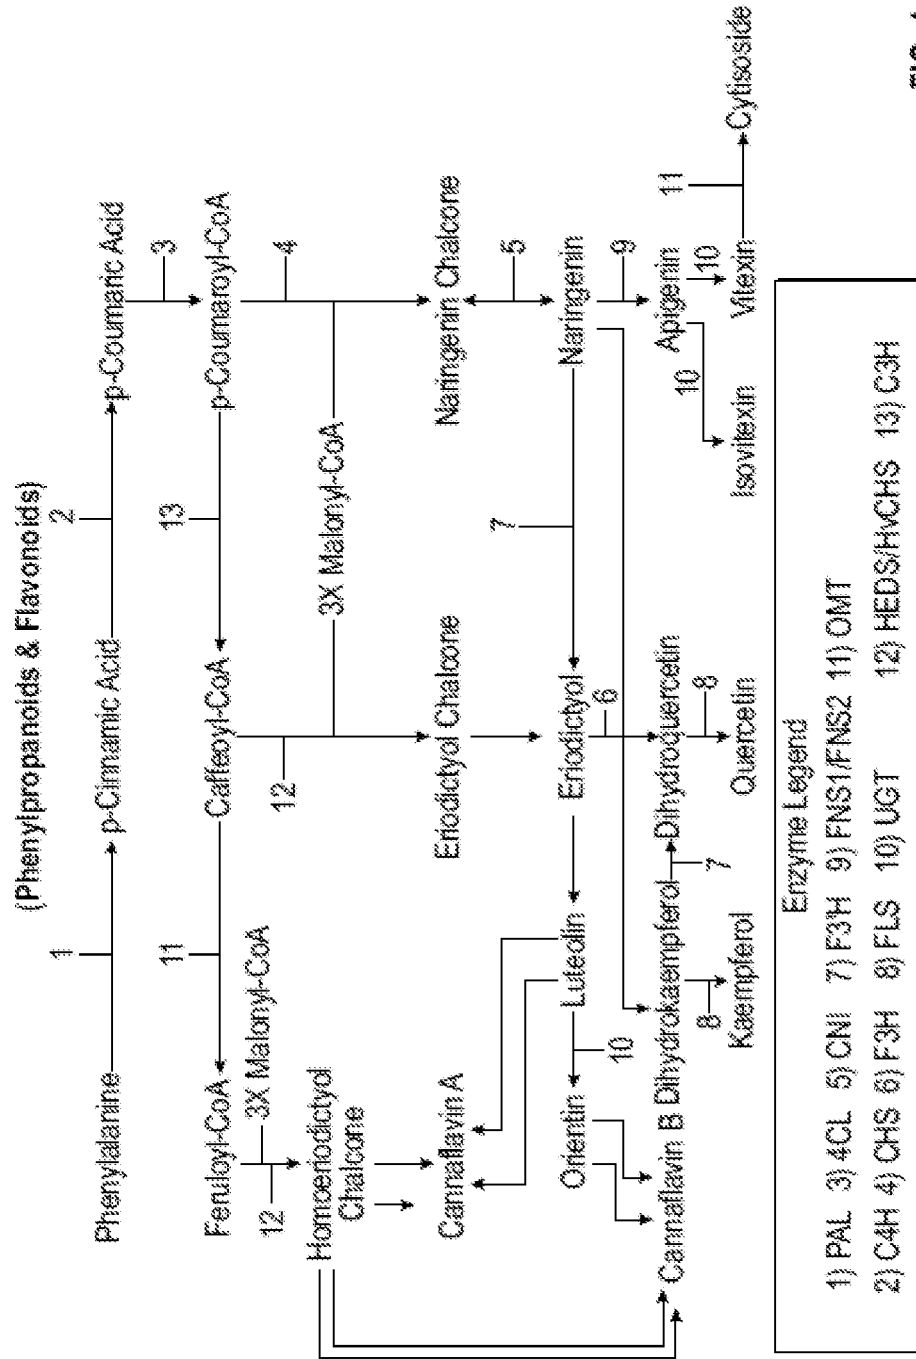 (Phenylpropanoids & Flavonoids)
1
2
Phenylalanine
p-Cinnamic Acid
p-Coumaric Acid
3
11
13
Feruloyl-CoA
Caffeoyl-CoA
p-Coumaroyl-CoA
3X Malonyl-CoA
12
12
4
3X Malonyl-CoA
Homoeriodictyol
Chalcone
Cannaflavin A
Eriodictyol Chalcone
Naringenin Chalcone
7
5
Orientin
Luteolin
Eriodictyol
Naringenin
10
6
9
Cannaflavin B
Dihydrokaempferol
Dihydroquercetin
Apigenin
11
8
7
8
10
10
Kaempferol
Quercetin
Isovitexin
Vitexin
Cytisoside
Enzyme Legend
1) PAL 3) 4CL 5) CNI 7) F3'H 9) FNS1/FNS2 11) OMT
2) C4H 4) CHS 6) F3H 8) FLS 10) UGT 12) HEDS/HvCHS 13) C3H